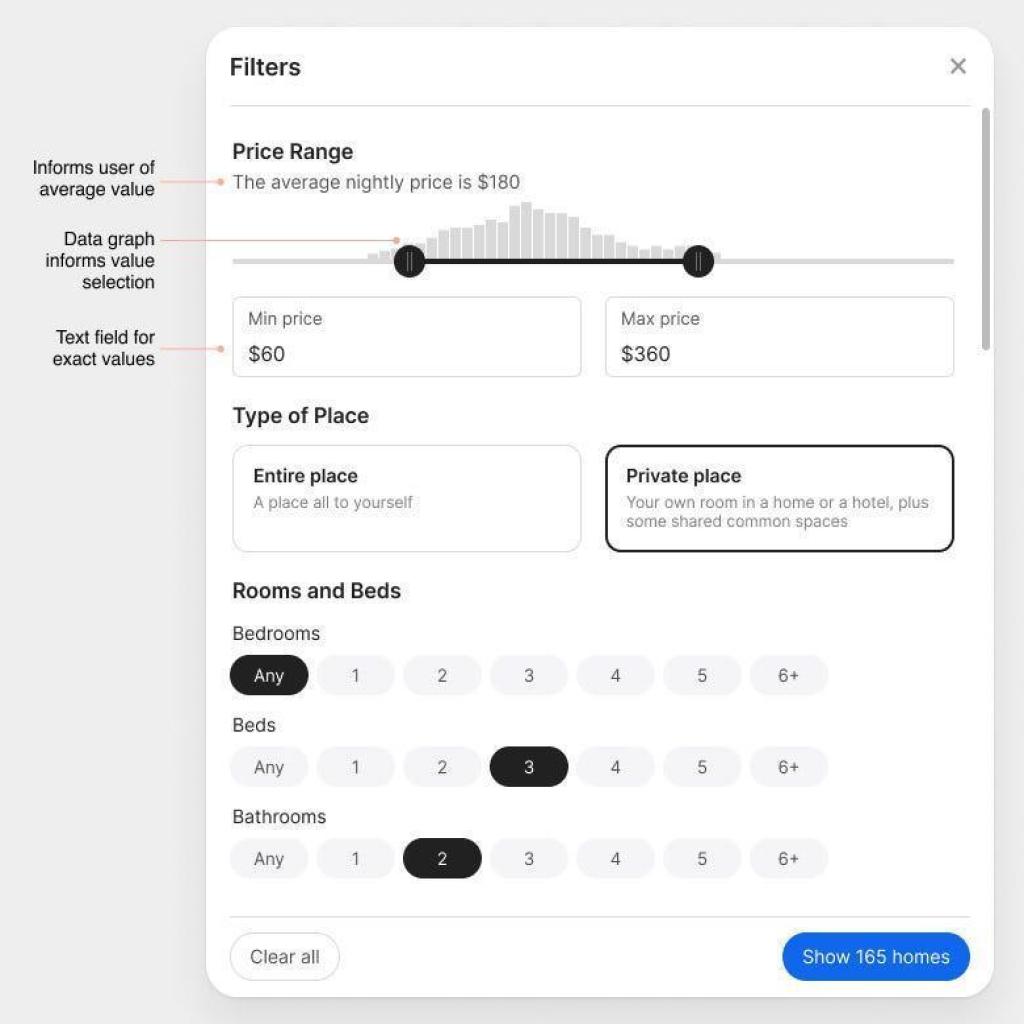 Filters
Informs user of
average value
Price Range
The average nightly price is $180
Data graph
informs value
selection
Text field for
exact values
Min price
$60
Max price
$360
Type of Place
Entire place
A place all to yourself
Private place
Your own room in a home or a hotel, plus
some shared common spaces
Rooms and Beds
Bedrooms
Any 1 2 3 4 5 6+
Beds
Any 1 2 3 4 5 6+
Bathrooms
Any 1 2 3 4 5 6+
Clear all
Show 165 homes